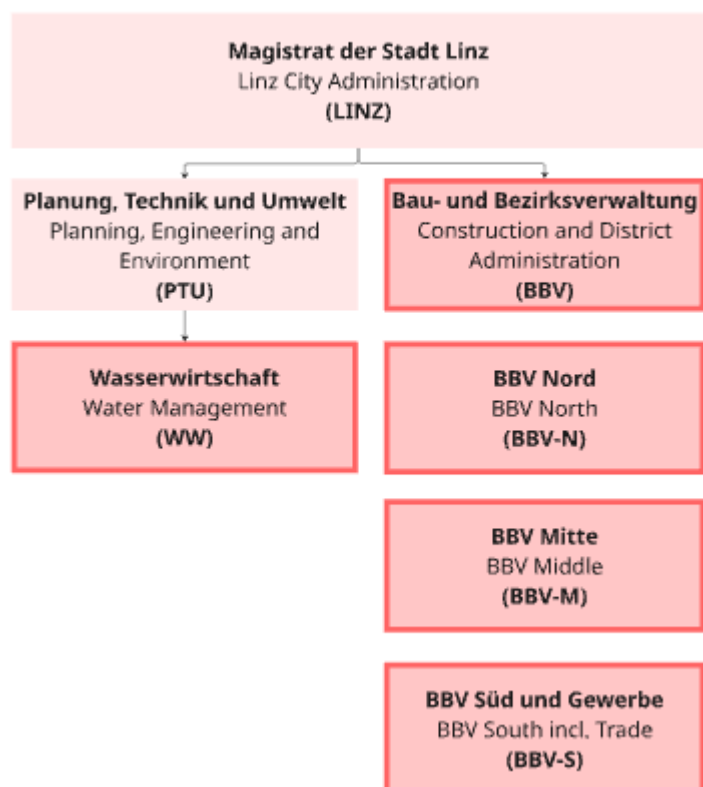 Magistrat der Stadt Linz
Linz City Administration
(LINZ)
Planung, Technik und Umwelt
Planning, Engineering and
Environment
(PTU)
Bau- und Bezirksverwaltung
Construction and District
Administration
(BBV)
Wasserwirtschaft
Water Management
(WW)
BBV Nord
BBV North
(BBV-N)
BBV Mitte
BBV Middle
(BBV-M)
BBV Süd und Gewerbe
BBV South incl. Trade
(BBV-S)